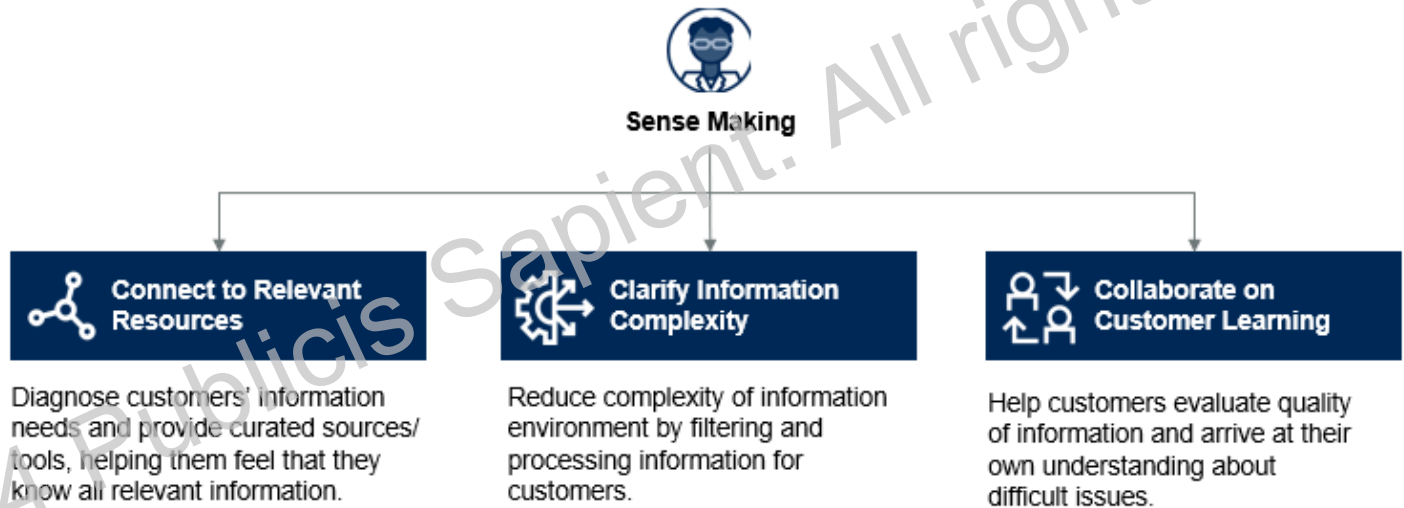 Sense Making
Connect to Relevant
Resources
Diagnose customers' information
needs and provide curated sources/
tools, helping them feel that they
know all relevant information.
Clarify Information
Complexity
Reduce complexity of information
environment by filtering and
processing information for
customers.
Collaborate on
Customer Learning
Help customers evaluate quality
of information and arrive at their
own understanding about
difficult issues.
4 Publicis Sapient. All right